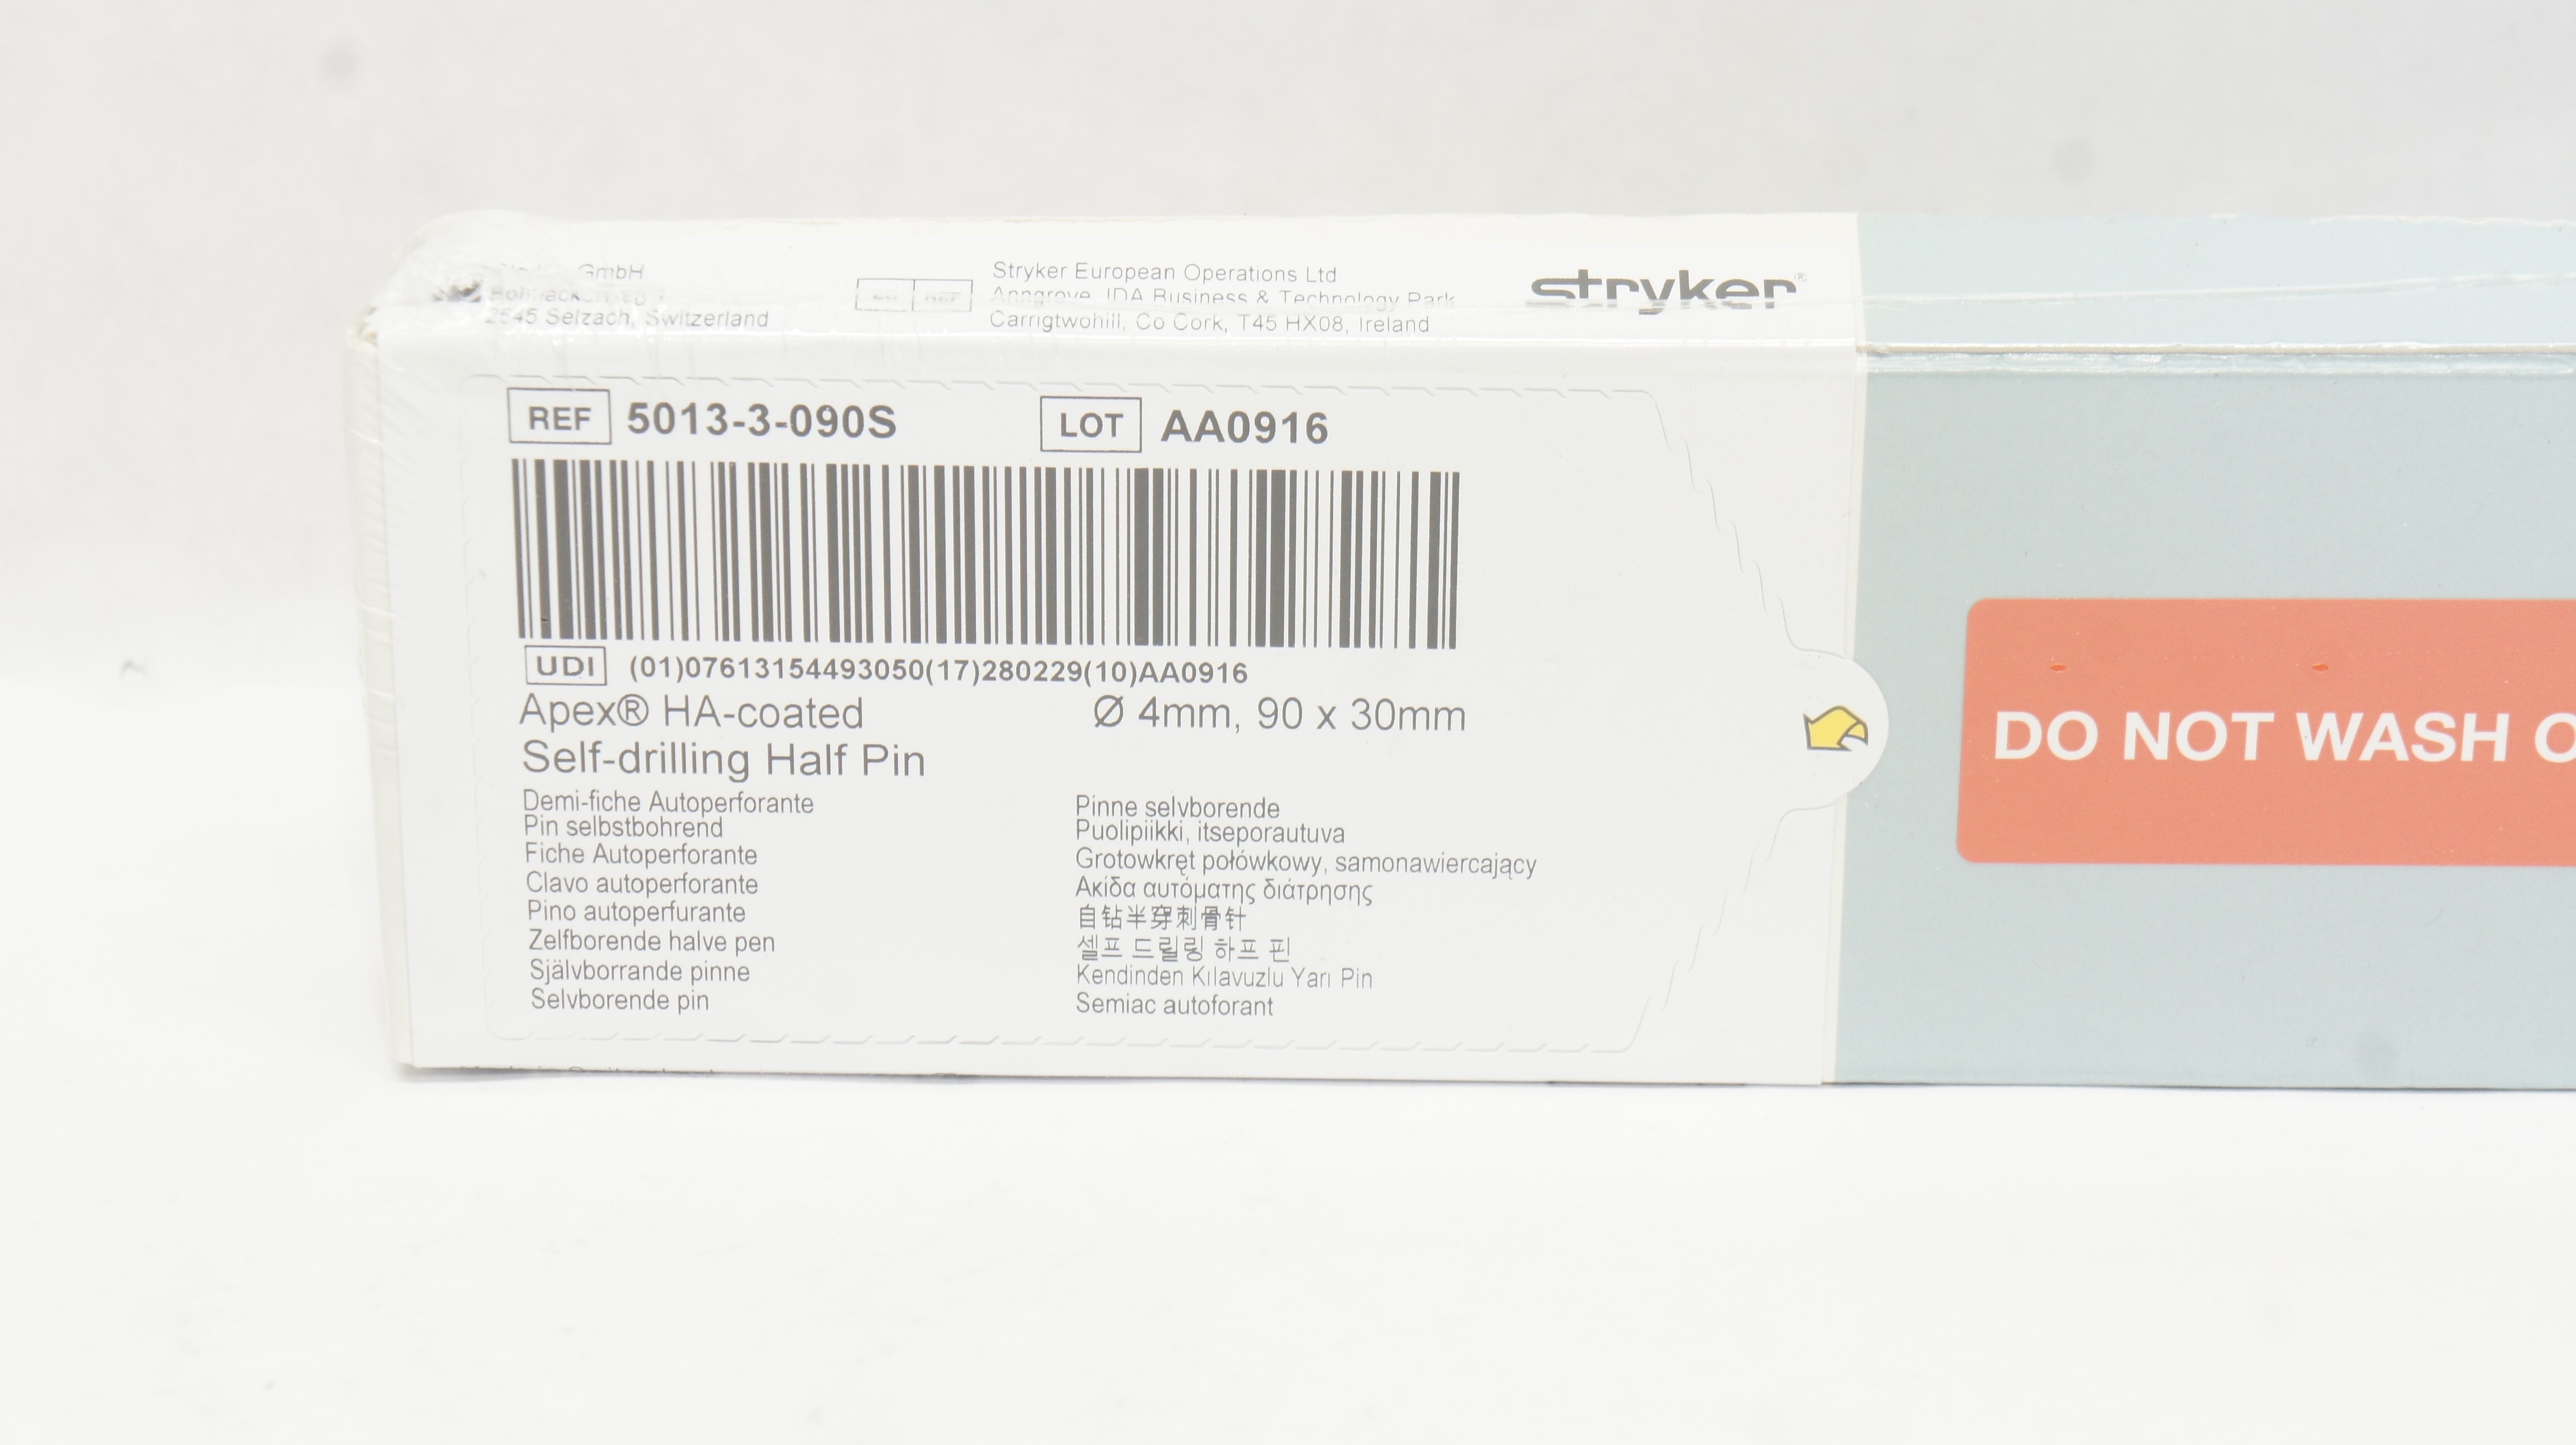 GmbH
2545 Selzach, Switzerland
EC REP
Stryker European Operations Ltd
Anngrove, IDA Business & Technology Park
Carrigtwohill, Co Cork, T45 HX08, Ireland
stryker®
REF 5013-3-090S LOT AA0916
UDI (01)07613154493050(17)280229(10)AA0916
Apex® HA-coated Ø 4mm, 90 x 30mm
Self-drilling Half Pin
Demi-fiche Autoperforante
Pin selbstbohrend
Fiche Autoperforante
Clavo autoperforante
Pino autoperfurante
Zelfborende halve pen
Självborrande pinne
Selvborende pin
Pinne selvborende
Puolipiikki, itseporautuva
Grotowkręt połówkowy, samonawiercający
Ακίδα αυτόματης διάτρησης
自钻半穿刺骨针
셀프 드릴링 하프 핀
Kendinden Kılavuzlu Yarı Pin
Semiac autoforant
DO NOT WASH O